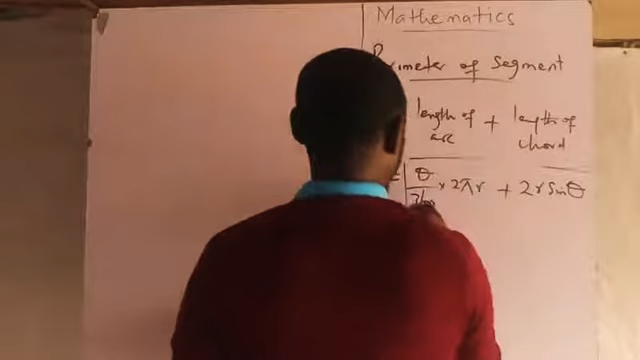 Mathematics
Perimeter of Segment
length of + length of
arc chord
θ/360 × 2πr + 2r Sinθ